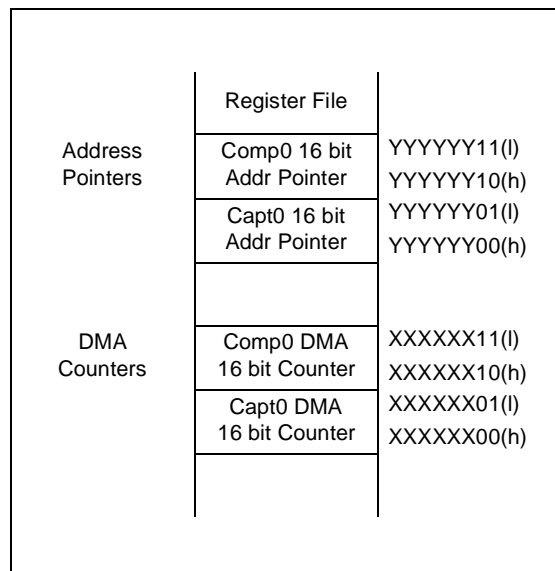 Register File
Address
Pointers
Comp0 16 bit
Addr Pointer
YYYYYY11(l)
YYYYYY10(h)
Capt0 16 bit
Addr Pointer
YYYYYY01(l)
YYYYYY00(h)
DMA
Counters
Comp0 DMA
16 bit Counter
XXXXXX11(l)
XXXXXX10(h)
Capt0 DMA
16 bit Counter
XXXXXX01(l)
XXXXXX00(h)